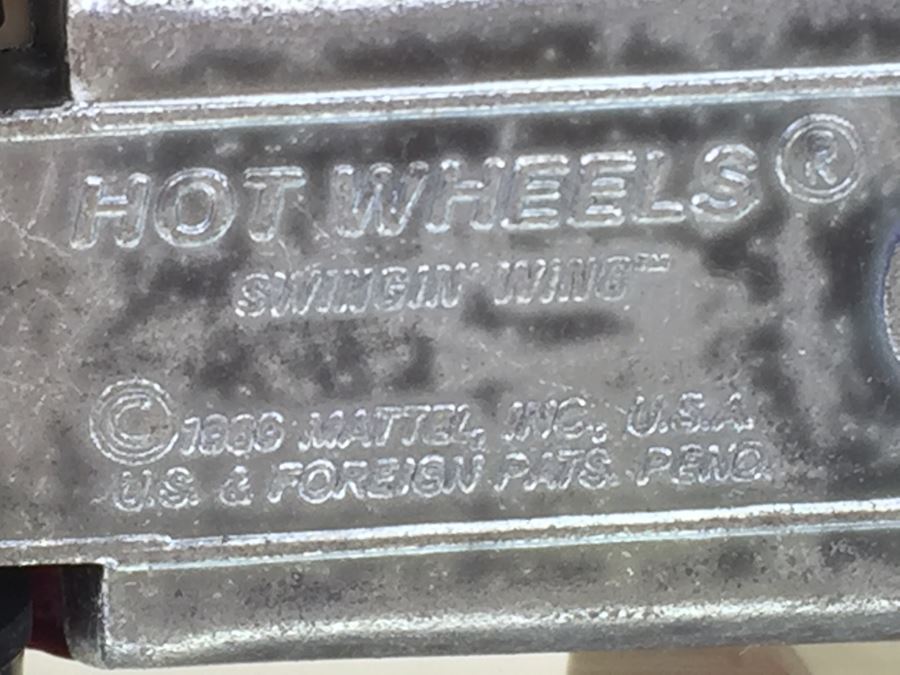 HOT WHEELS®
SWINGIN' WING™
©1969 MATTEL, INC., U.S.A.
U.S. & FOREIGN PATS. PEND.